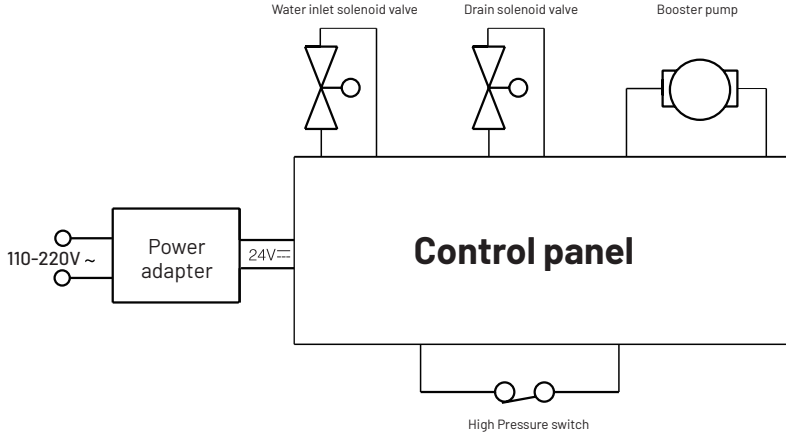 Water inlet solenoid valve
Drain solenoid valve
Booster pump
110-220V ~
Power
adapter
24V⎓
Control panel
High Pressure switch